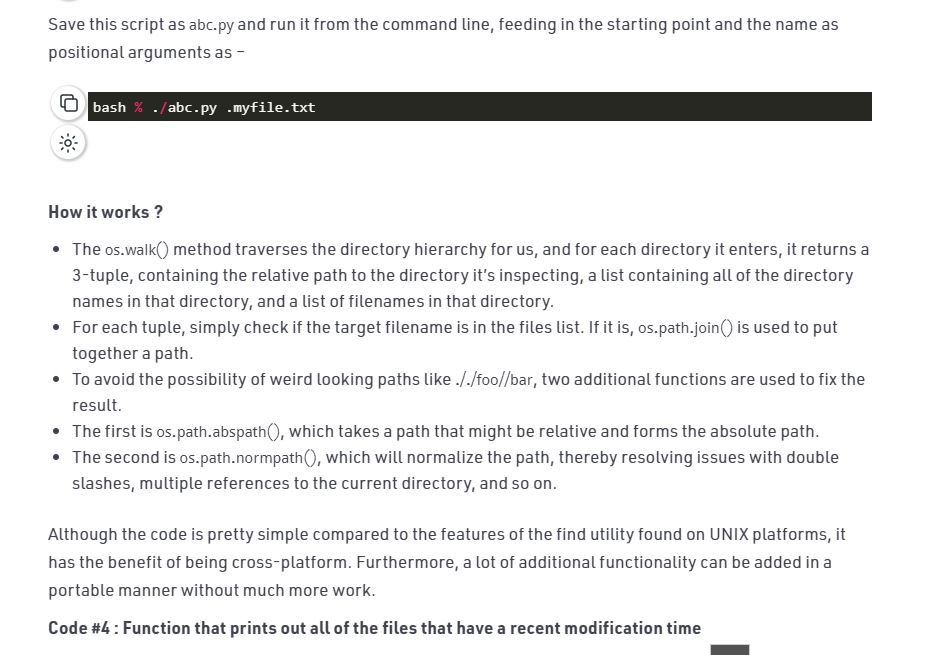 Save this script as abc.py and run it from the command line, feeding in the starting point and the name as
positional arguments as –
bash % ./abc.py .myfile.txt
How it works ?
• The os.walk() method traverses the directory hierarchy for us, and for each directory it enters, it returns a
3-tuple, containing the relative path to the directory it's inspecting, a list containing all of the directory
names in that directory, and a list of filenames in that directory.
• For each tuple, simply check if the target filename is in the files list. If it is, os.path.join() is used to put
together a path.
• To avoid the possibility of weird looking paths like ././foo//bar, two additional functions are used to fix the
result.
• The first is os.path.abspath(), which takes a path that might be relative and forms the absolute path.
• The second is os.path.normpath(), which will normalize the path, thereby resolving issues with double
slashes, multiple references to the current directory, and so on.
Although the code is pretty simple compared to the features of the find utility found on UNIX platforms, it
has the benefit of being cross-platform. Furthermore, a lot of additional functionality can be added in a
portable manner without much more work.
Code #4 : Function that prints out all of the files that have a recent modification time